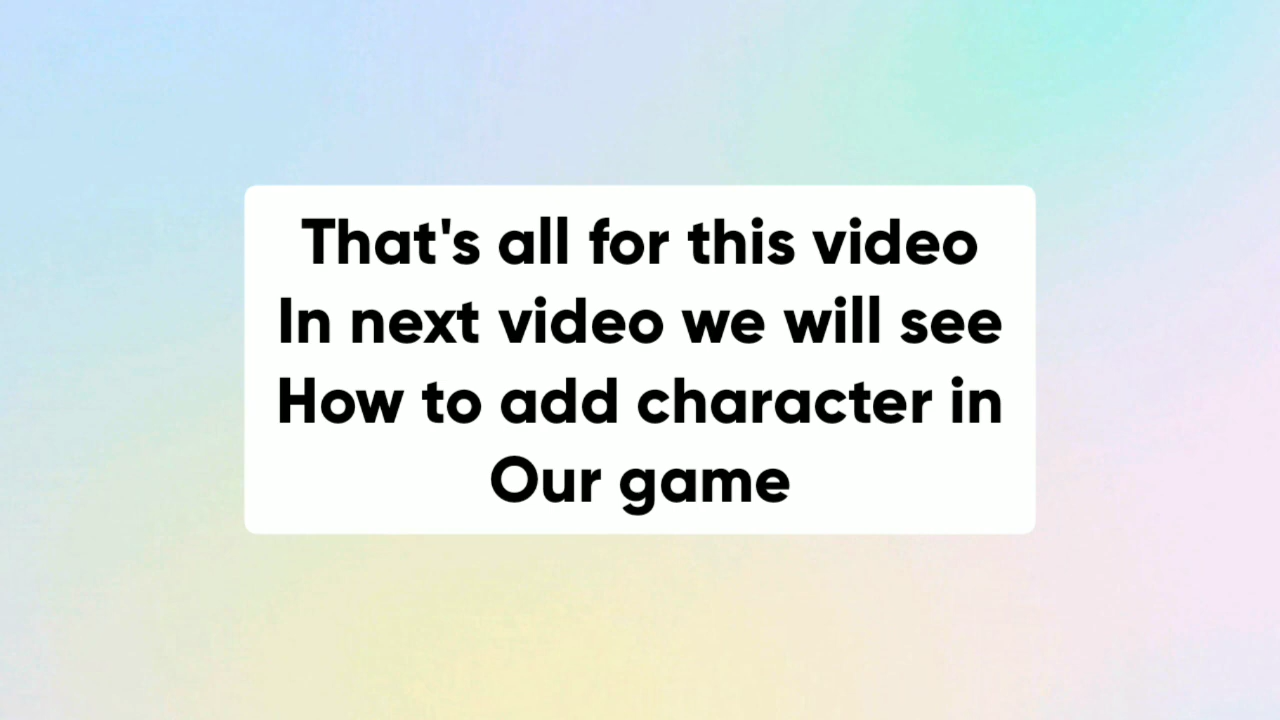 That's all for this video
In next video we will see
How to add character in
Our game